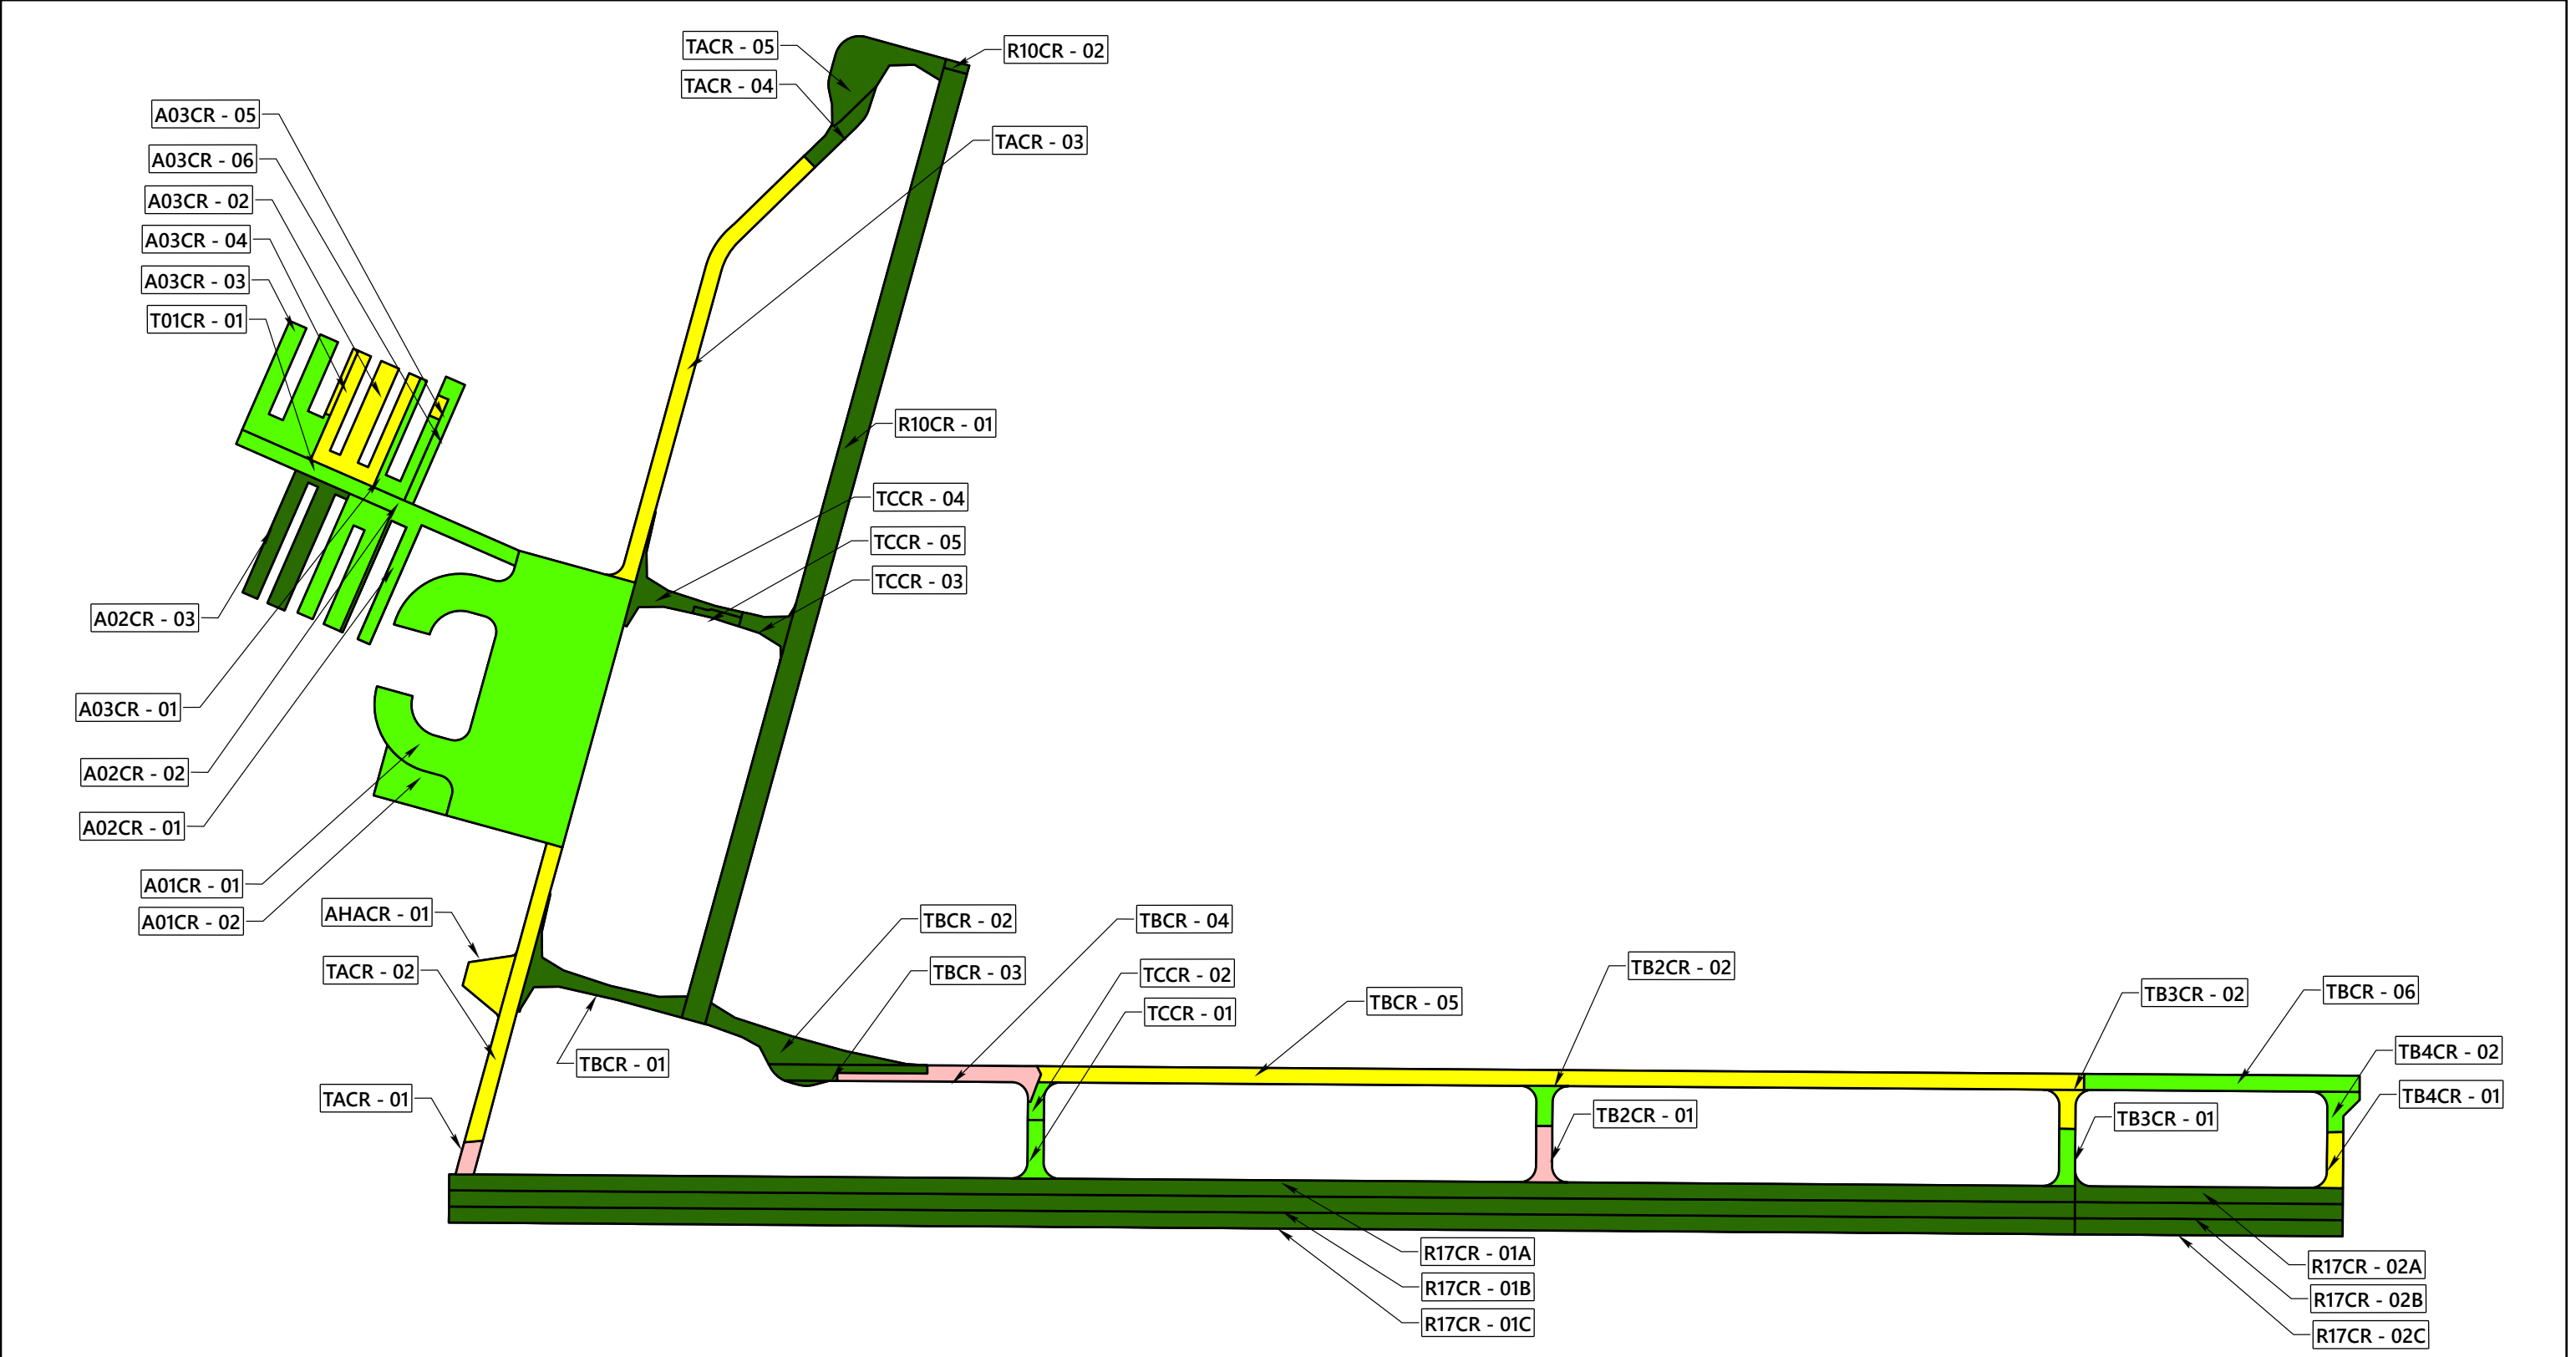 TACR - 05
R10CR - 02
TACR - 04
A03CR - 05
TACR - 03
A03CR - 06
A03CR - 02
A03CR - 04
A03CR - 03
T01CR - 01
R10CR - 01
TCCR - 04
TCCR - 05
TCCR - 03
A02CR - 03
A03CR - 01
A02CR - 02
A02CR - 01
A01CR - 01
A01CR - 02
AHACR - 01
TBCR - 02
TBCR - 04
TB2CR - 02
TACR - 02
TBCR - 03
TCCR - 02
TBCR - 05
TB3CR - 02
TBCR - 06
TCCR - 01
TBCR - 01
TB4CR - 02
TACR - 01
TB2CR - 01
TB3CR - 01
TB4CR - 01
R17CR - 01A
R17CR - 02A
R17CR - 01B
R17CR - 02B
R17CR - 01C
R17CR - 02C